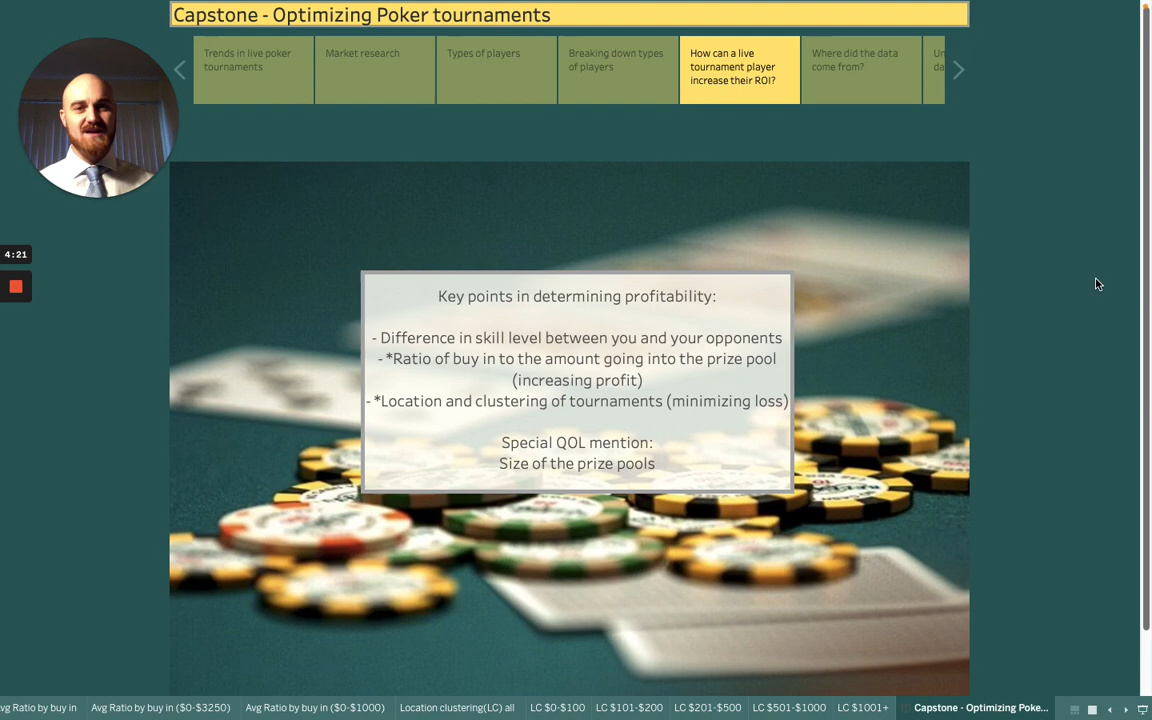 Capstone - Optimizing Poker tournaments
Trends in live poker
tournaments
Market research
Types of players
Breaking down types
of players
How can a live
tournament player
increase their ROI?
Where did the data
come from?
Un
da
4:21
Key points in determining profitability:
- Difference in skill level between you and your opponents
- *Ratio of buy in to the amount going into the prize pool
(increasing profit)
- *Location and clustering of tournaments (minimizing loss)
Special QOL mention:
Size of the prize pools
vg Ratio by buy in
Avg Ratio by buy in ($0-$3250)
Avg Ratio by buy in ($0-$1000)
Location clustering(LC) all
LC $0-$100
LC $101-$200
LC $201-$500
LC $501-$1000
LC $1001+
Capstone - Optimizing Poke...